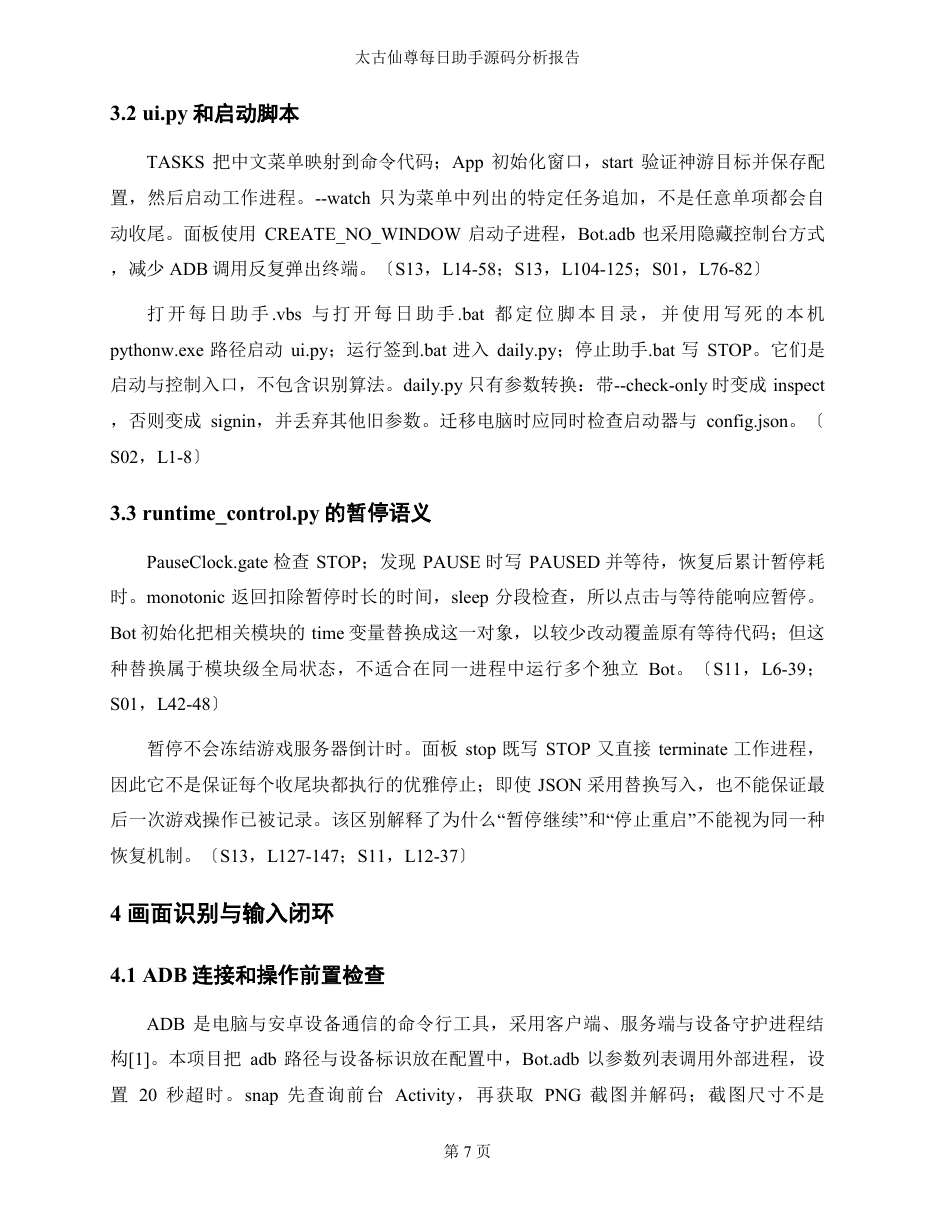 太古仙尊每日助手源码分析报告
3.2 ui.py 和启动脚本
TASKS 把中文菜单映射到命令代码；App 初始化窗口，start 验证神游目标并保存配
置，然后启动工作进程。--watch 只为菜单中列出的特定任务追加，不是任意单项都会自
动收尾。面板使用 CREATE_NO_WINDOW 启动子进程，Bot.adb 也采用隐藏控制台方式
，减少 ADB 调用反复弹出终端。〔S13，L14-58；S13，L104-125；S01，L76-82〕
打开每日助手.vbs 与打开每日助手.bat 都定位脚本目录，并使用写死的本机
pythonw.exe 路径启动 ui.py；运行签到.bat 进入 daily.py；停止助手.bat 写 STOP。它们是
启动与控制入口，不包含识别算法。daily.py 只有参数转换：带--check-only 时变成 inspect
，否则变成 signin，并丢弃其他旧参数。迁移电脑时应同时检查启动器与 config.json。〔
S02，L1-8〕
3.3 runtime_control.py 的暂停语义
PauseClock.gate 检查 STOP；发现 PAUSE 时写 PAUSED 并等待，恢复后累计暂停耗
时。monotonic 返回扣除暂停时长的时间，sleep 分段检查，所以点击与等待能响应暂停。
Bot 初始化把相关模块的 time 变量替换成这一对象，以较少改动覆盖原有等待代码；但这
种替换属于模块级全局状态，不适合在同一进程中运行多个独立 Bot。〔S11，L6-39；
S01，L42-48〕
暂停不会冻结游戏服务器倒计时。面板 stop 既写 STOP 又直接 terminate 工作进程，
因此它不是保证每个收尾块都执行的优雅停止；即使 JSON 采用替换写入，也不能保证最
后一次游戏操作已被记录。该区别解释了为什么“暂停继续”和“停止重启”不能视为同一种
恢复机制。〔S13，L127-147；S11，L12-37〕
4 画面识别与输入闭环
4.1 ADB 连接和操作前置检查
ADB 是电脑与安卓设备通信的命令行工具，采用客户端、服务端与设备守护进程结
构[1]。本项目把 adb 路径与设备标识放在配置中，Bot.adb 以参数列表调用外部进程，设
置 20 秒超时。snap 先查询前台 Activity，再获取 PNG 截图并解码；截图尺寸不是
第 7 页